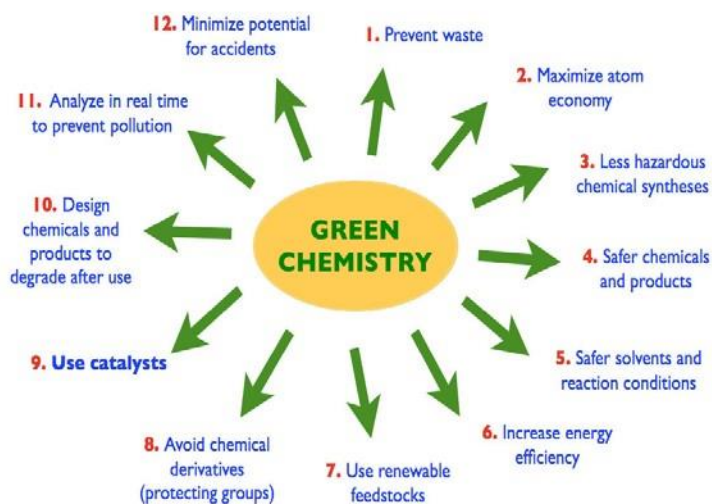 GREEN
CHEMISTRY
1. Prevent waste
2. Maximize atom
economy
3. Less hazardous
chemical syntheses
4. Safer chemicals
and products
5. Safer solvents and
reaction conditions
6. Increase energy
efficiency
7. Use renewable
feedstocks
8. Avoid chemical
derivatives
(protecting groups)
9. Use catalysts
10. Design
chemicals and
products to
degrade after use
11. Analyze in real time
to prevent pollution
12. Minimize potential
for accidents